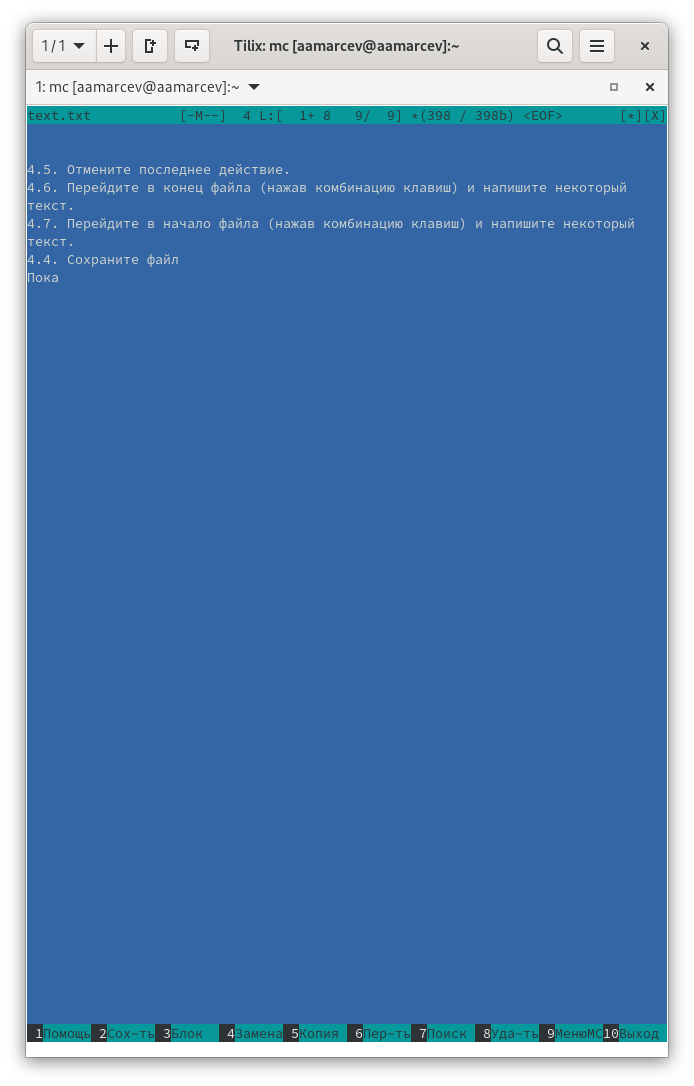 1 / 1 Tilix: mc [aamarcev@aamarcev]:~
1: mc [aamarcev@aamarcev]:~
text.txt [-M--] 4 L:[ 1+ 8 9/ 9] *(398 / 398b) <EOF> [*][X]
4.5. Отмените последнее действие.
4.6. Перейдите в конец файла (нажав комбинацию клавиш) и напишите некоторый
текст.
4.7. Перейдите в начало файла (нажав комбинацию клавиш) и напишите некоторый
текст.
4.4. Сохраните файл
Пока
1Помощь 2Сох~ть 3Блок 4Замена 5Копия 6Пер~ть 7Поиск 8Уда~ть 9МенюМС 10Выход